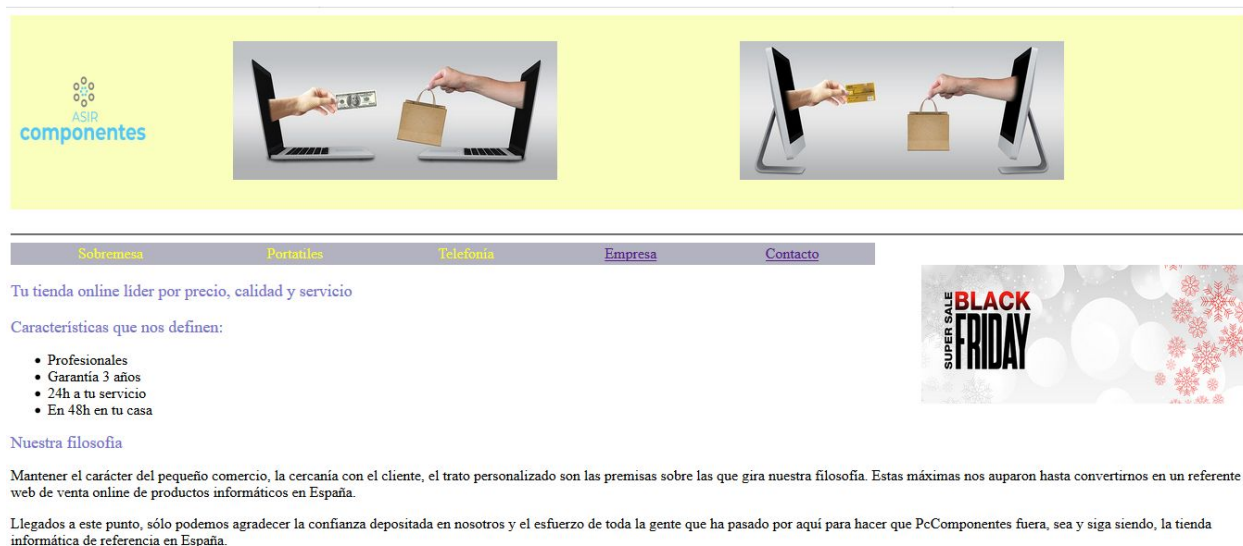 ASIR
componentes
Sobremesa Portatiles Telefonía Empresa Contacto
Tu tienda online lider por precio, calidad y servicio
SUPER SALE
BLACK
FRIDAY
Características que nos definen:
Profesionales
Garantía 3 años
24h a tu servicio
En 48h en tu casa
Nuestra filosofía
Mantener el carácter del pequeño comercio, la cercanía con el cliente, el trato personalizado son las premisas sobre las que gira nuestra filosofía. Estas máximas nos auparon hasta convertirnos en un referente
web de venta online de productos informáticos en España.
Llegados a este punto, sólo podemos agradecer la confianza depositada en nosotros y el esfuerzo de toda la gente que ha pasado por aquí para hacer que PcComponentes fuera, sea y siga siendo, la tienda
informática de referencia en España.